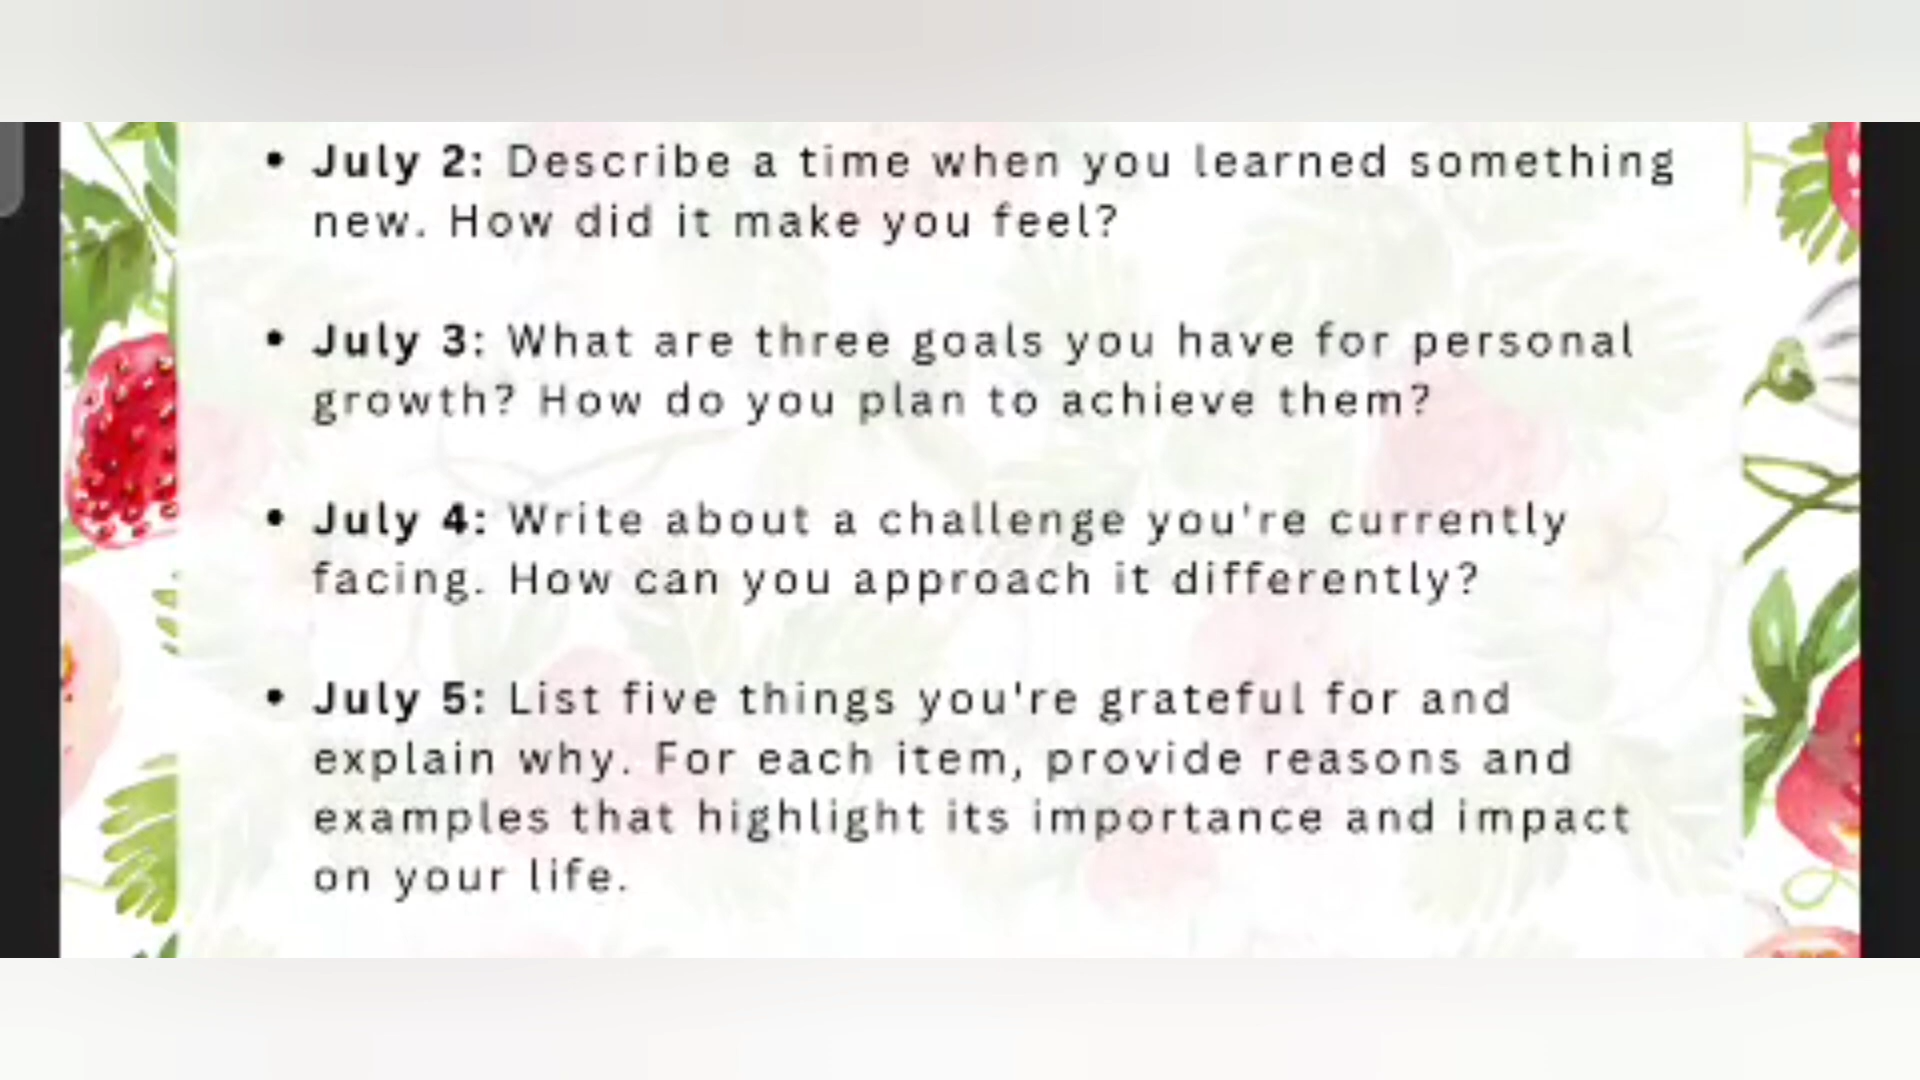 • July 2: Describe a time when you learned something
new. How did it make you feel?
• July 3: What are three goals you have for personal
growth? How do you plan to achieve them?
• July 4: Write about a challenge you're currently
facing. How can you approach it differently?
• July 5: List five things you're grateful for and
explain why. For each item, provide reasons and
examples that highlight its importance and impact
on your life.